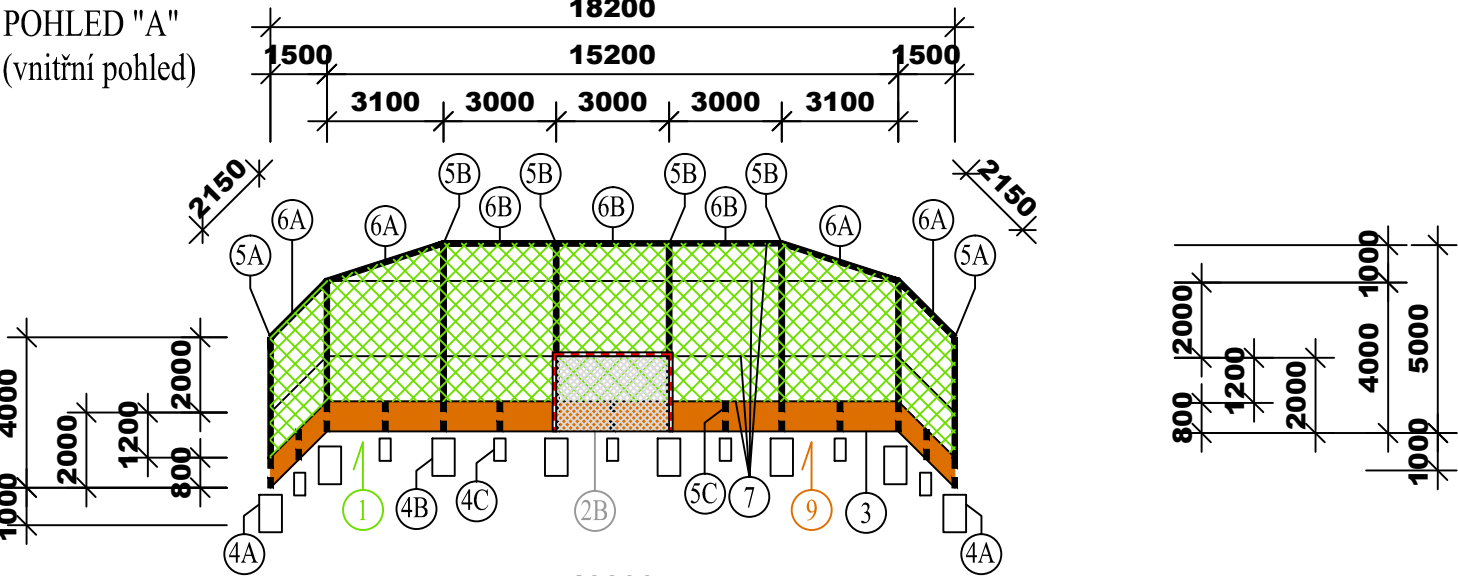 POHLED "A"
(vnitřní pohled)
18200
1500 15200 1500
3100 3000 3000 3000 3100
2150 2150
5B 5B 5B 5B
6A 6A 6B 6B 6B 6A 6A
5A 5A
4000 2000 1200 2000 800 1000
1000 2000 5000 4000 1200 2000 800 1000
1 4B 4C 2B 5C 7 9 3
4A 4A